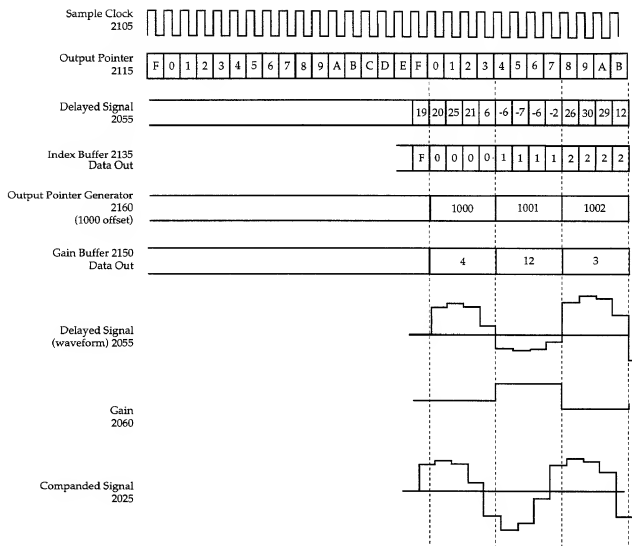 Sample Clock
2105
Output Pointer
2115
F 0 1 2 3 4 5 6 7 8 9 A B C D E F 0 1 2 3 4 5 6 7 8 9 A B
Delayed Signal
2055
19 20 25 21 6 -6 -7 -6 -2 26 30 29 12
Index Buffer 2135
Data Out
F 0 0 0 0 1 1 1 1 2 2 2 2
Output Pointer Generator
2160
(1000 offset)
1000 1001 1002
Gain Buffer 2150
Data Out
4 12 3
Delayed Signal
(waveform) 2055
Gain
2060
Companded Signal
2025